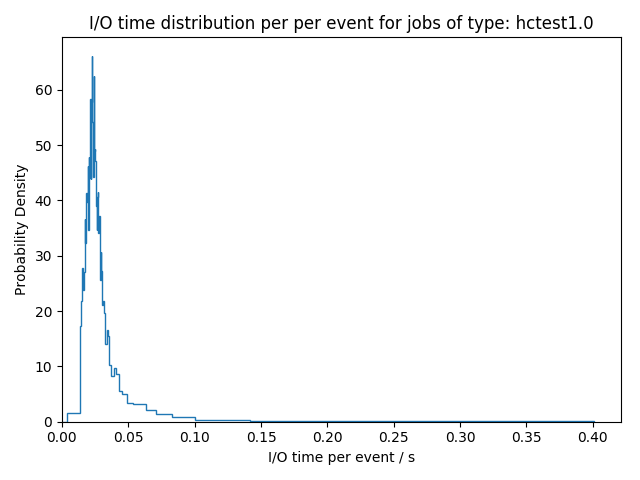 I/O time distribution per per event for jobs of type: hctest1.0
Probability Density
60
50
40
30
20
10
0
0.00 0.05 0.10 0.15 0.20 0.25 0.30 0.35 0.40
I/O time per event / s